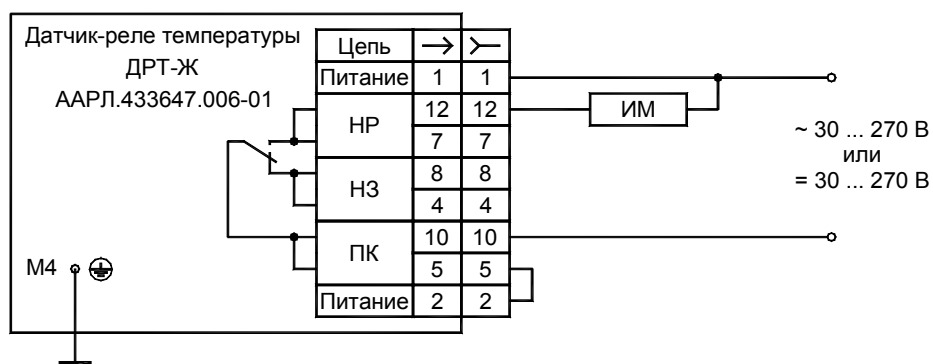 Датчик-реле температуры
ДРТ-Ж
ААРЛ.433647.006-01
Цепь
Питание 1 1
НР 12 12
7 7
НЗ 8 8
4 4
ПК 10 10
5 5
Питание 2 2
ИМ
~ 30 ... 270 В
или
= 30 ... 270 В
М4